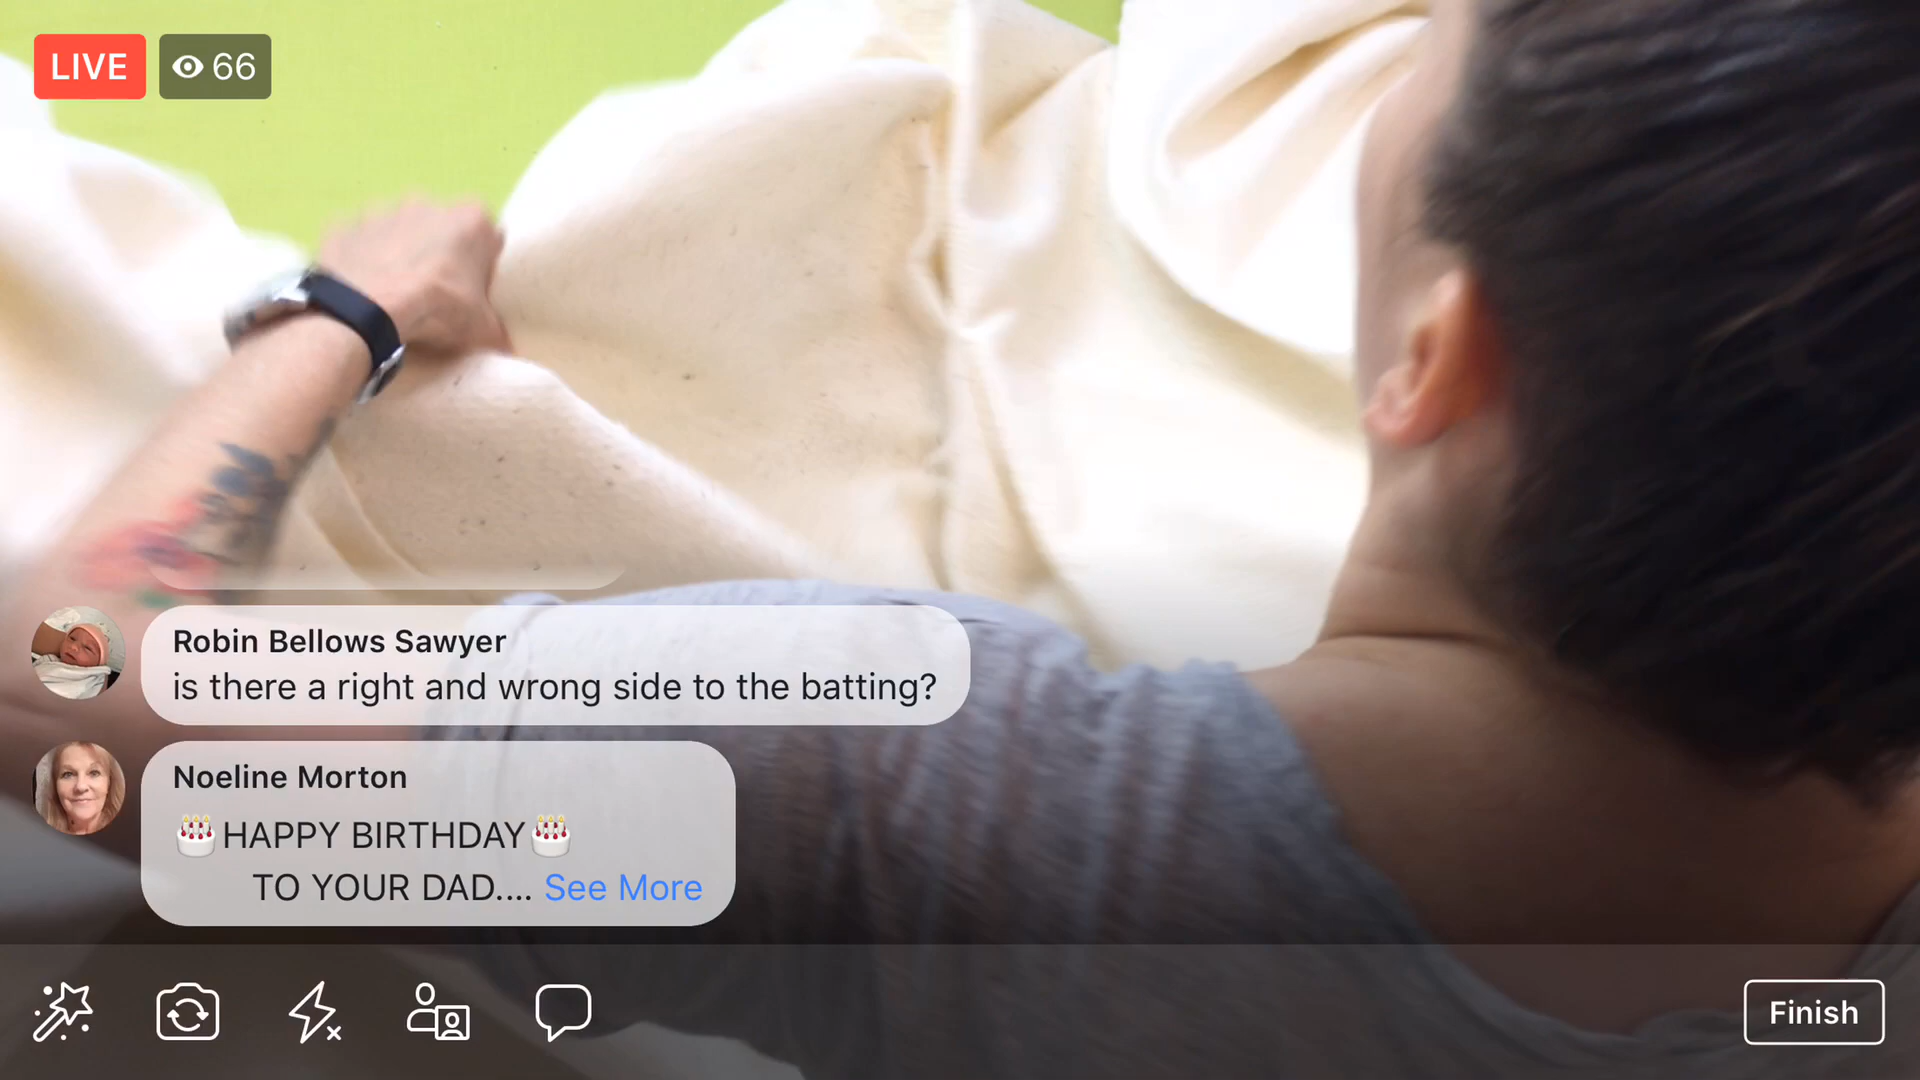 LIVE 66
Robin Bellows Sawyer
is there a right and wrong side to the batting?
Noeline Morton
🎂HAPPY BIRTHDAY🎂
TO YOUR DAD.... See More
Finish